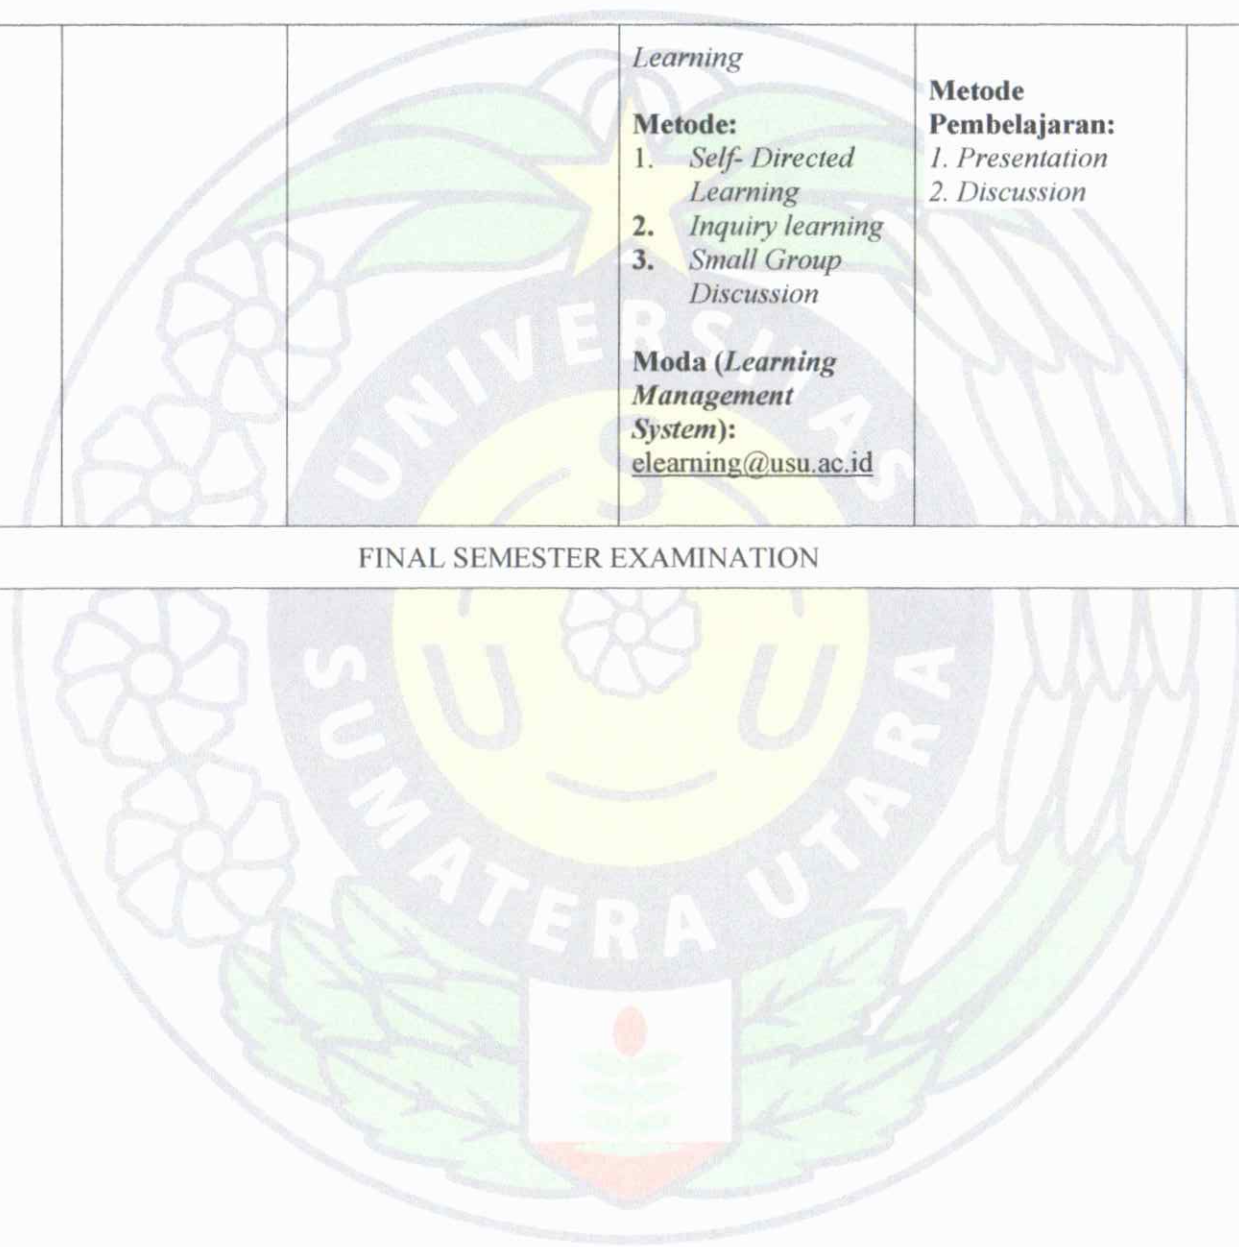 Learning
Metode:
1. Self- Directed
Learning
2. Inquiry learning
3. Small Group
Discussion
Moda (Learning
Management
System):
elearning@usu.ac.id
Metode
Pembelajaran:
1. Presentation
2. Discussion
FINAL SEMESTER EXAMINATION
UNIVERSITAS
SUMATERA UTARA
U S U